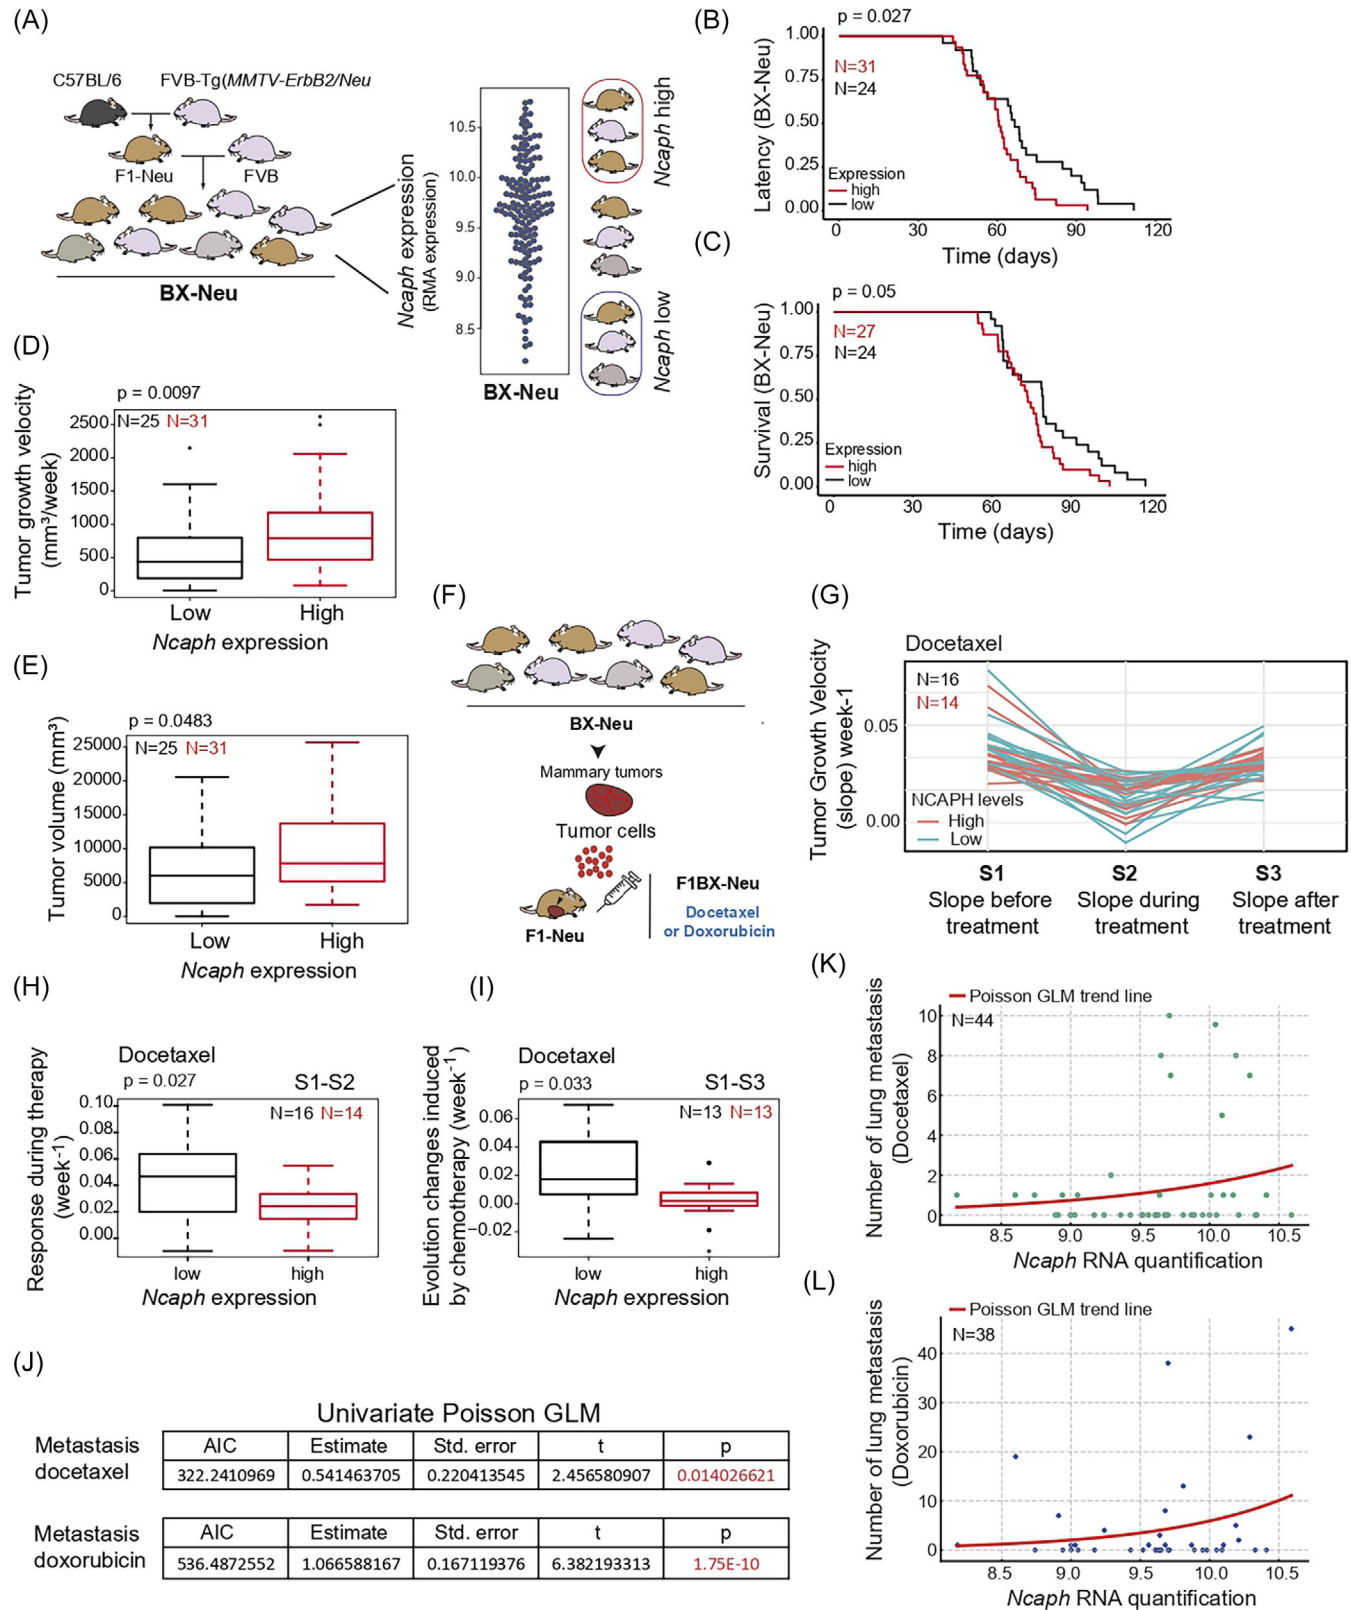 (A)
C57BL/6
FVB-Tg(MMTV-ErbB2/Neu
F1-Neu
FVB
BX-Neu
Ncaph expression
(RMA expression)
10.5
10.0
9.5
9.0
8.5
BX-Neu
Ncaph high
Ncaph low
(B)
p = 0.027
Latency (BX-Neu)
1.00
0.75
0.50
0.25
0.00
N=31
N=24
Expression
high
low
0
30
60
90
120
Time (days)
(C)
p = 0.05
Survival (BX-Neu)
1.00
0.75
0.50
0.25
0.00
N=27
N=24
Expression
high
low
0
30
60
90
120
Time (days)
(D)
p = 0.0097
N=25 N=31
Tumor growth velocity
(mm³/week)
2500
2000
1500
1000
500
0
Low
High
Ncaph expression
(E)
p = 0.0483
N=25 N=31
Tumor volume (mm³)
25000
20000
15000
10000
5000
0
Low
High
Ncaph expression
(F)
BX-Neu
Mammary tumors
Tumor cells
F1-Neu
F1BX-Neu
Docetaxel
or Doxorubicin
(G)
Docetaxel
N=16
N=14
Tumor Growth Velocity
(slope) week-1
0.05
0.00
NCAPH levels
High
Low
S1
Slope before
treatment
S2
Slope during
treatment
S3
Slope after
treatment
(H)
Docetaxel
p = 0.027
S1-S2
N=16 N=14
Response during therapy
(week⁻¹)
0.10
0.08
0.06
0.04
0.02
0.00
low
high
Ncaph expression
(I)
Docetaxel
p = 0.033
S1-S3
N=13 N=13
Evolution changes induced
by chemotherapy (week⁻¹)
0.06
0.04
0.02
0.00
−0.02
low
high
Ncaph expression
(J)
Univariate Poisson GLM
Metastasis
docetaxel
AIC Estimate Std. error t p
322.2410969 0.541463705 0.220413545 2.456580907 0.014026621
Metastasis
doxorubicin
AIC Estimate Std. error t p
536.4872552 1.066588167 0.167119376 6.382193313 1.75E-10
(K)
Poisson GLM trend line
N=44
Number of lung metastasis
(Docetaxel)
10
8
6
4
2
0
8.5
9.0
9.5
10.0
10.5
Ncaph RNA quantification
(L)
Poisson GLM trend line
N=38
Number of lung metastasis
(Doxorubicin)
40
30
20
10
0
8.5
9.0
9.5
10.0
10.5
Ncaph RNA quantification